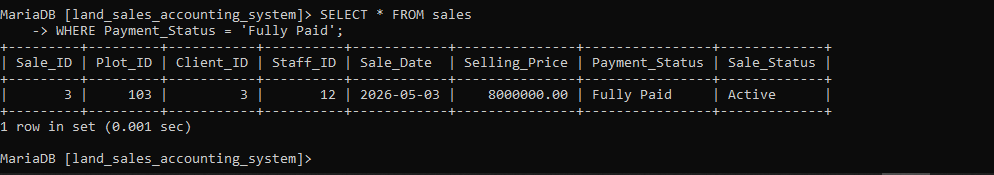 MariaDB [land_sales_accounting_system]> SELECT * FROM sales
    -> WHERE Payment_Status = 'Fully Paid';
+---------+---------+-----------+----------+------------+---------------+----------------+-------------+
| Sale_ID | Plot_ID | Client_ID | Staff_ID | Sale_Date  | Selling_Price | Payment_Status | Sale_Status |
+---------+---------+-----------+----------+------------+---------------+----------------+-------------+
|       3 |     103 |         3 |       12 | 2026-05-03 |    8000000.00 | Fully Paid     | Active      |
+---------+---------+-----------+----------+------------+---------------+----------------+-------------+
1 row in set (0.001 sec)

MariaDB [land_sales_accounting_system]>